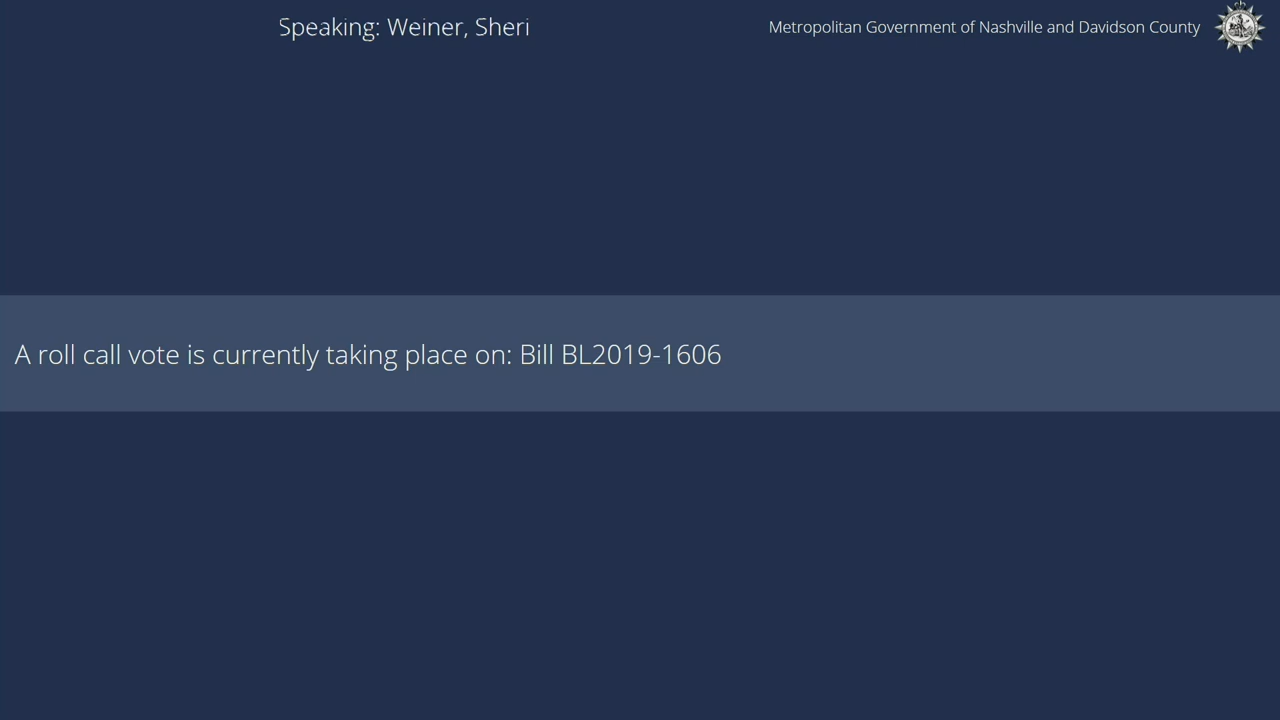 Speaking: Weiner, Sheri
Metropolitan Government of Nashville and Davidson County
A roll call vote is currently taking place on: Bill BL2019-1606